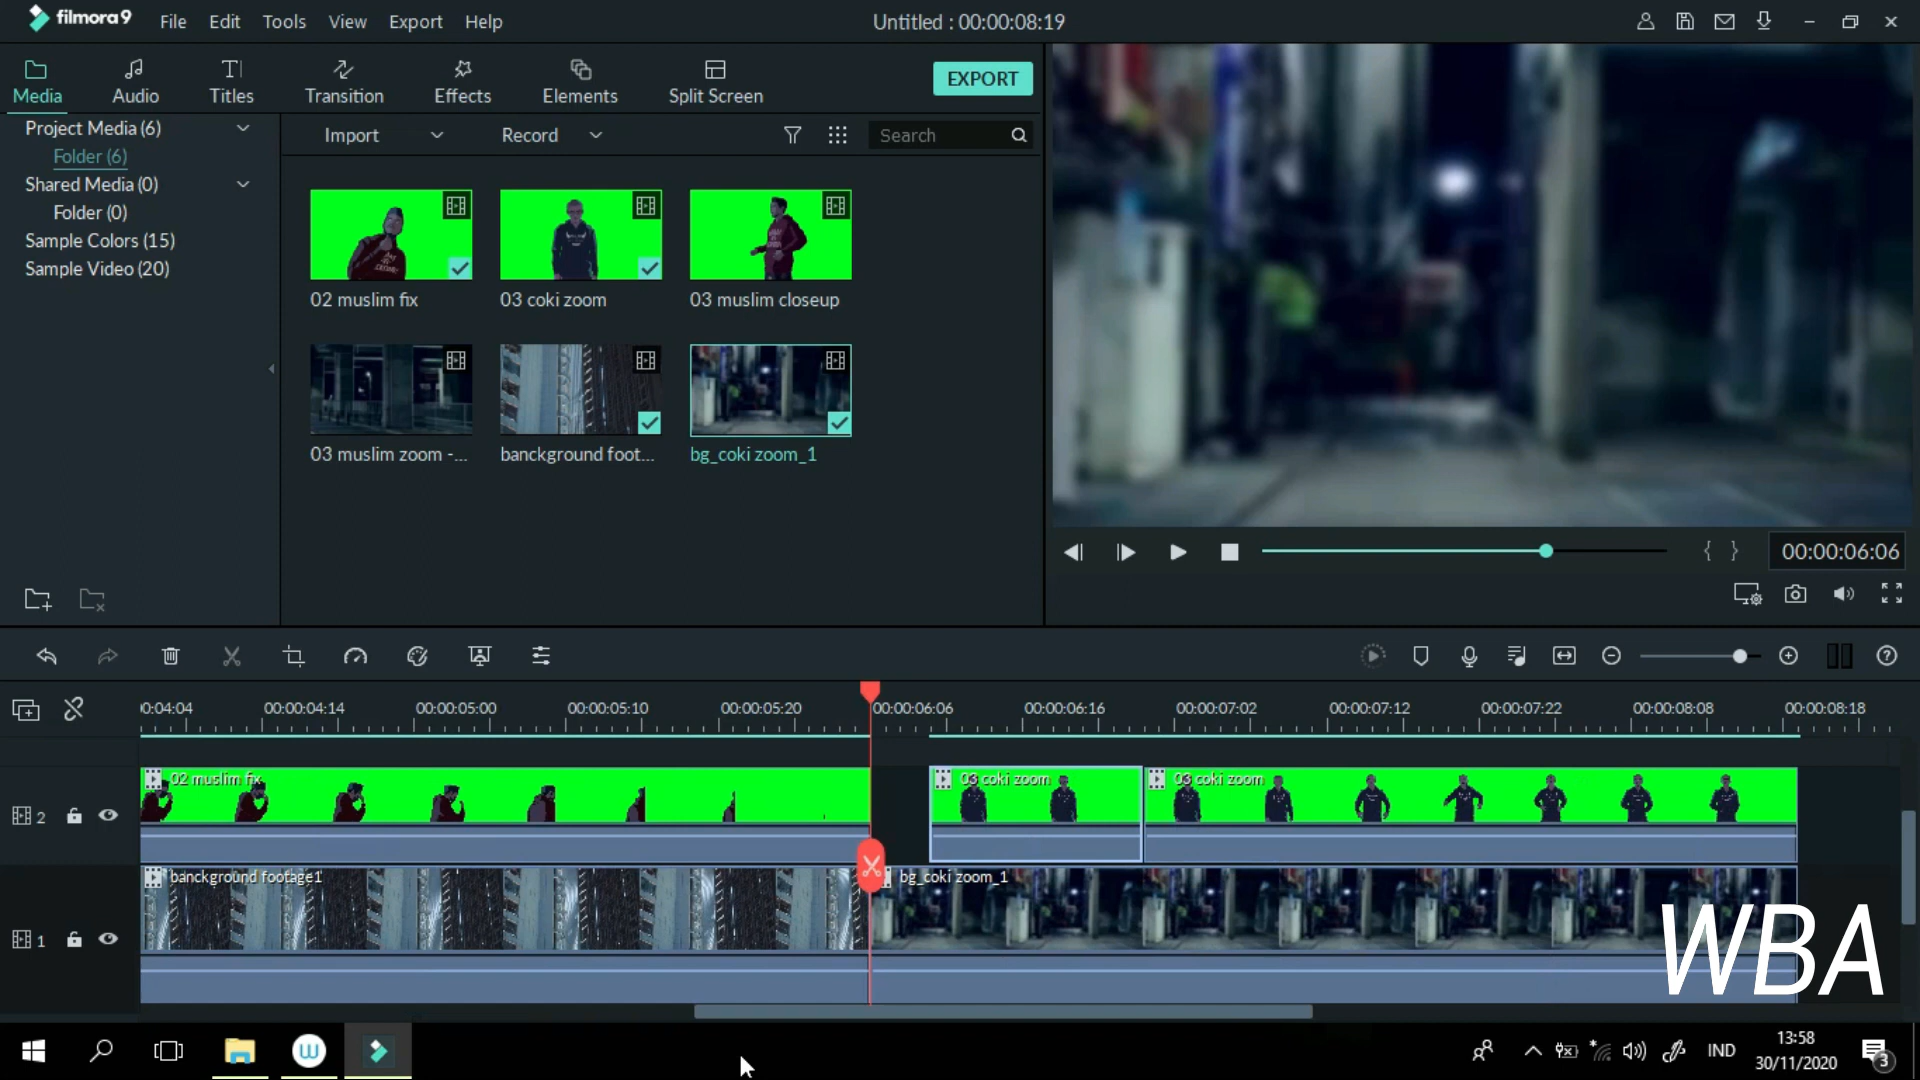 filmora9 File Edit Tools View Export Help Untitled : 00:00:08:19
Media Audio Titles Transition Effects Elements Split Screen EXPORT
Project Media (6) Import Record Search
Folder (6)
Shared Media (0)
Folder (0)
Sample Colors (15)
Sample Video (20)
02 muslim fix 03 coki zoom 03 muslim closeup
03 muslim zoom -... banckground foot... bg_coki zoom_1
00:00:06:06
00:00:04:14 00:00:05:00 00:00:05:10 00:00:05:20 00:00:06:06 00:00:06:16 00:00:07:02 00:00:07:12 00:00:07:22 00:00:08:08 00:00:08:18
2 02 muslim fix 03 coki zoom 03 coki zoom
1 banckground footage1 bg_coki zoom_1
WBA
IND 13:58
30/11/2020 3